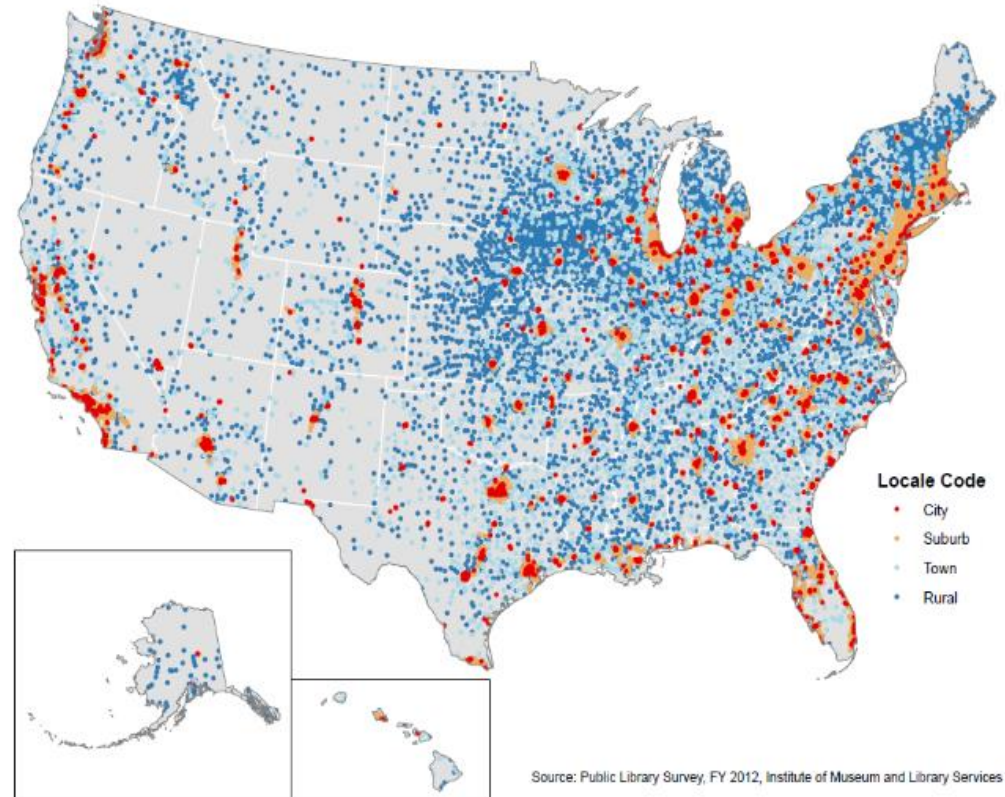 Locale Code
City
Suburb
Town
Rural
Source: Public Library Survey, FY 2012, Institute of Museum and Library Services